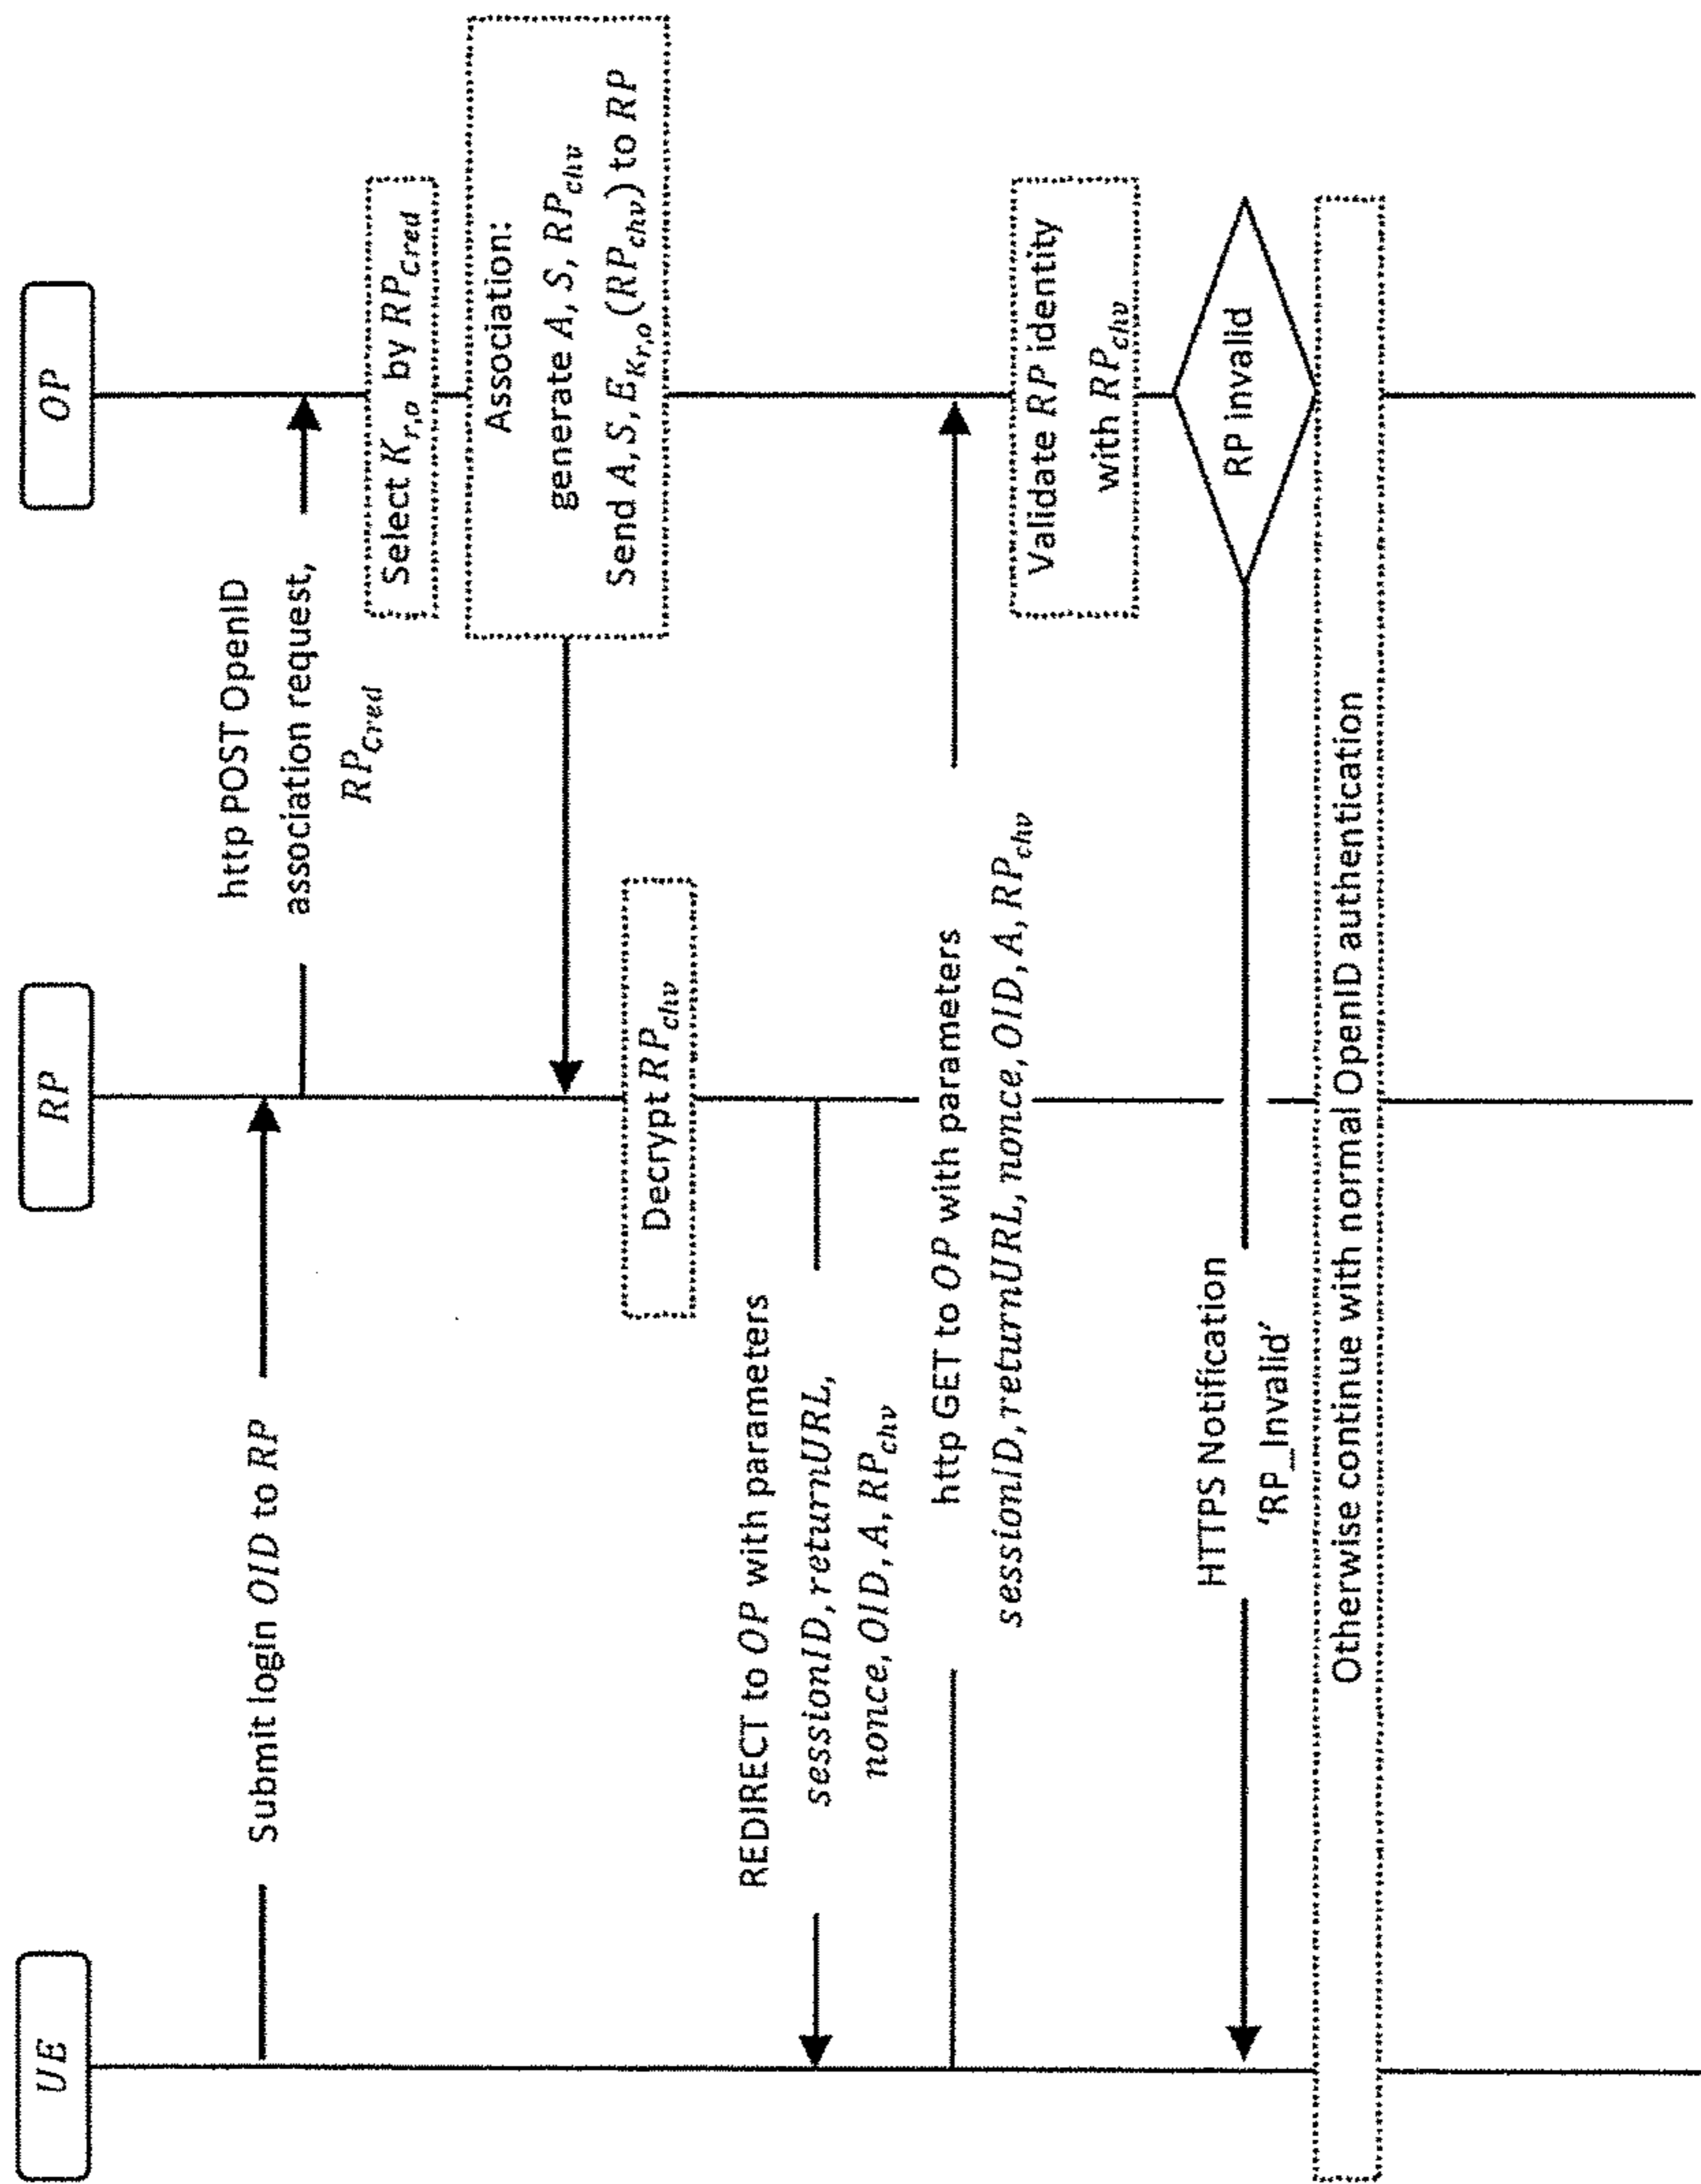 UE
RP
OP
Submit login OID to RP
http POST OpenID
association request,
RP_Cred
Select K_r,o by RP_Cred
Association:
generate A, S, RP_chv
Send A, S, E_K_r,o(RP_chv) to RP
Decrypt RP_chv
REDIRECT to OP with parameters
sessionID, returnURL,
nonce, OID, A, RP_chv
http GET to OP with parameters
sessionID, returnURL, nonce, OID, A, RP_chv
Validate RP identity
with RP_chv
RP invalid
HTTPS Notification
'RP_Invalid'
Otherwise continue with normal OpenID authentication